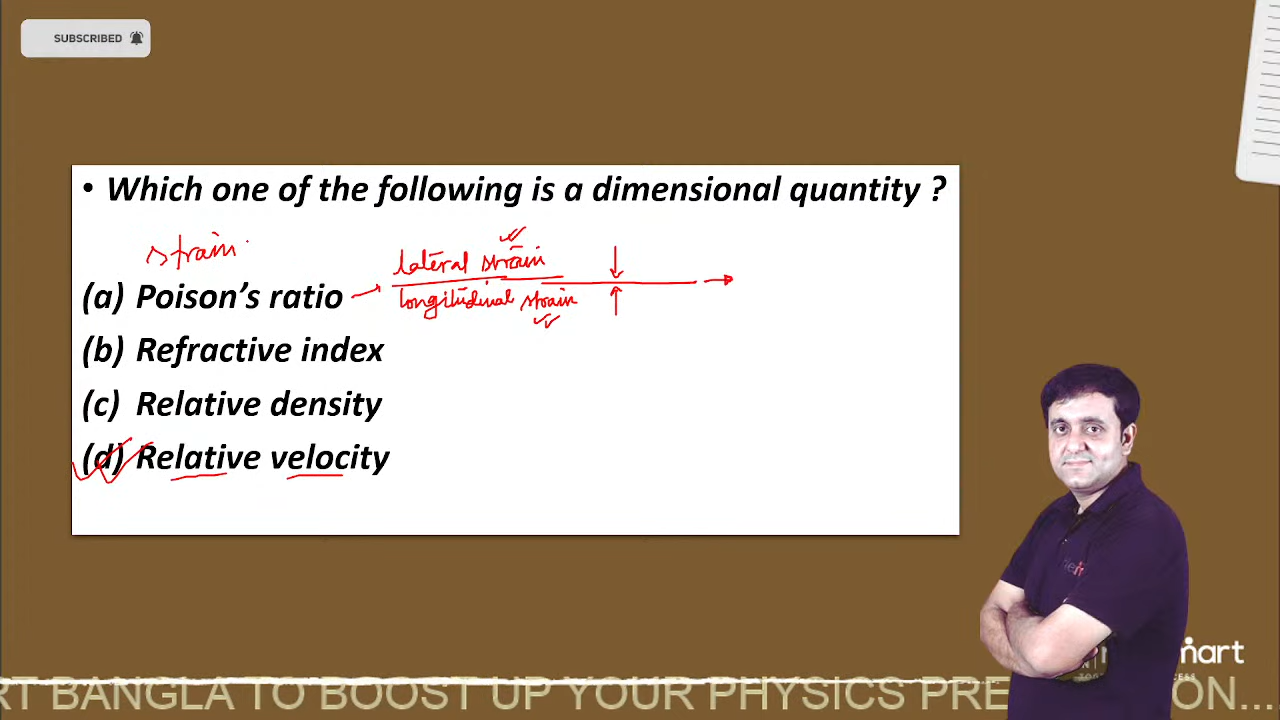 SUBSCRIBED
• Which one of the following is a dimensional quantity ?
strain
lateral strain
(a) Poison's ratio
longitudinal strain
(b) Refractive index
(c) Relative density
(d) Relative velocity
RT BANGLA TO BOOST UP YOUR PHYSICS PRE ON...